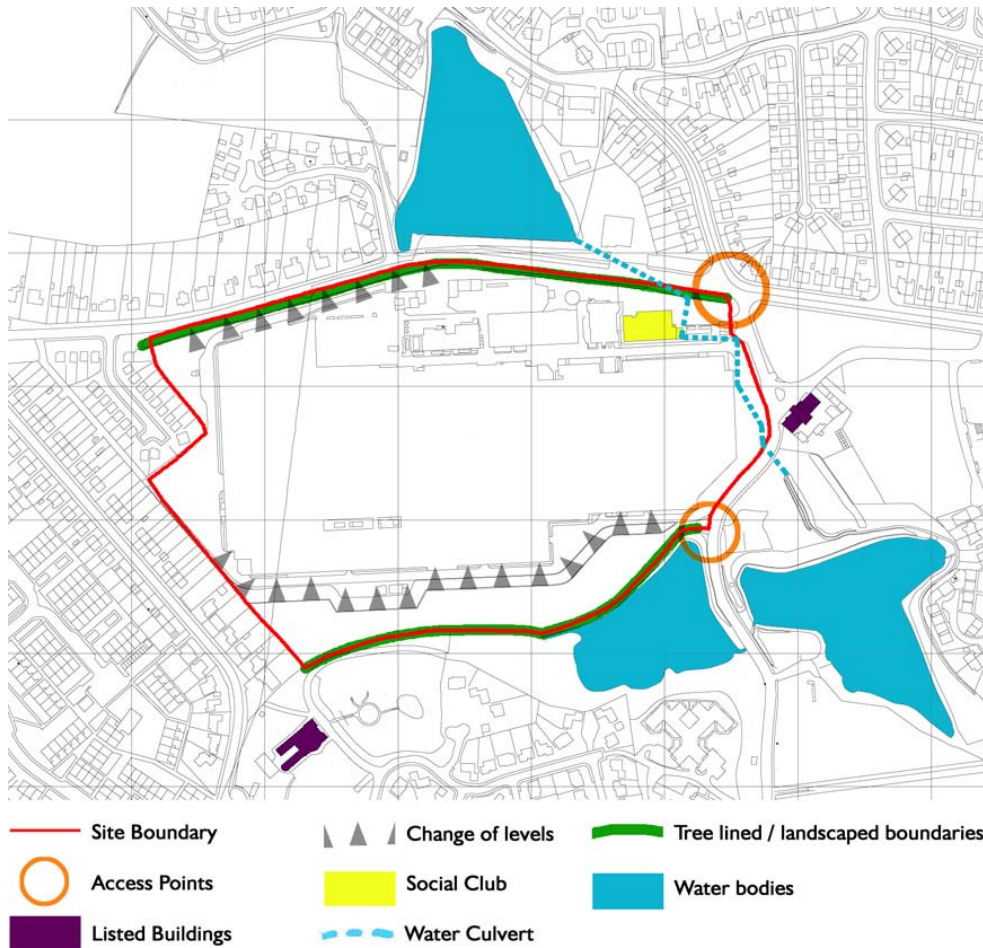 Site Boundary
Change of levels
Tree lined / landscaped boundaries
Access Points
Social Club
Water bodies
Listed Buildings
Water Culvert